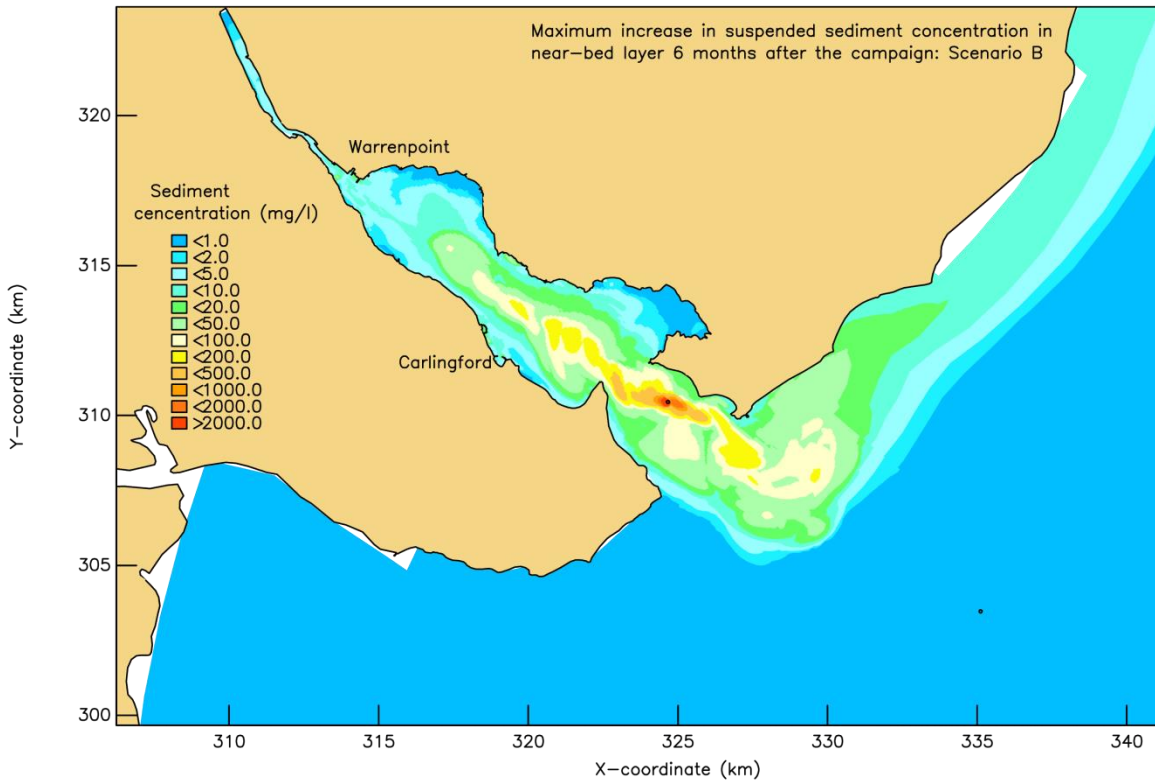 Maximum increase in suspended sediment concentration in
near-bed layer 6 months after the campaign: Scenario B
320
Warrenpoint
Sediment
concentration (mg/l)
<1.0
<2.0
<5.0
<10.0
<20.0
<50.0
<100.0
<200.0
<500.0
<1000.0
<2000.0
>2000.0
315
Carlingford
310
305
300
Y-coordinate (km)
310 315 320 325 330 335 340
X-coordinate (km)